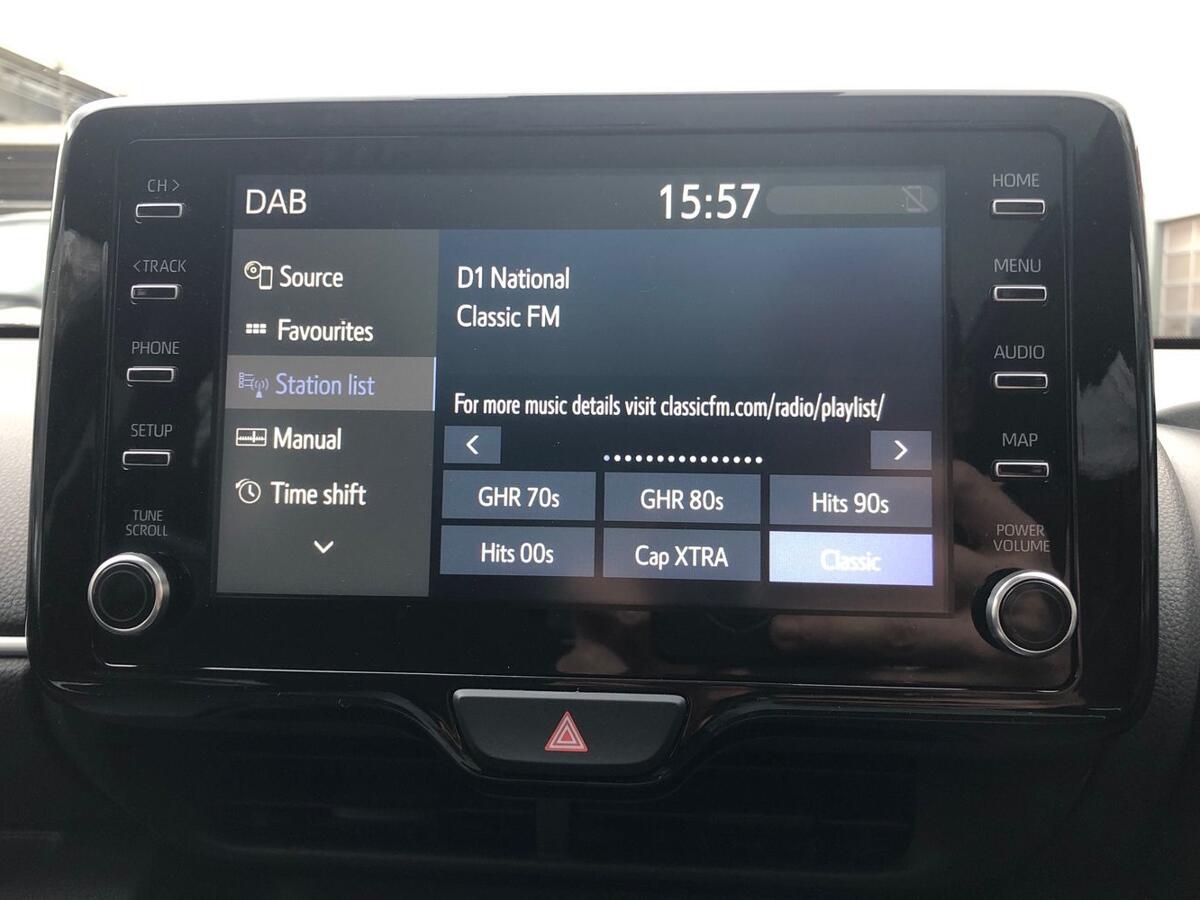 CH >
<TRACK
PHONE
SETUP
TUNE
SCROLL
DAB
15:57
Source
Favourites
Station list
Manual
Time shift
D1 National
Classic FM
For more music details visit classicfm.com/radio/playlist/
GHR 70s
GHR 80s
Hits 90s
Hits 00s
Cap XTRA
Classic
HOME
MENU
AUDIO
MAP
POWER
VOLUME